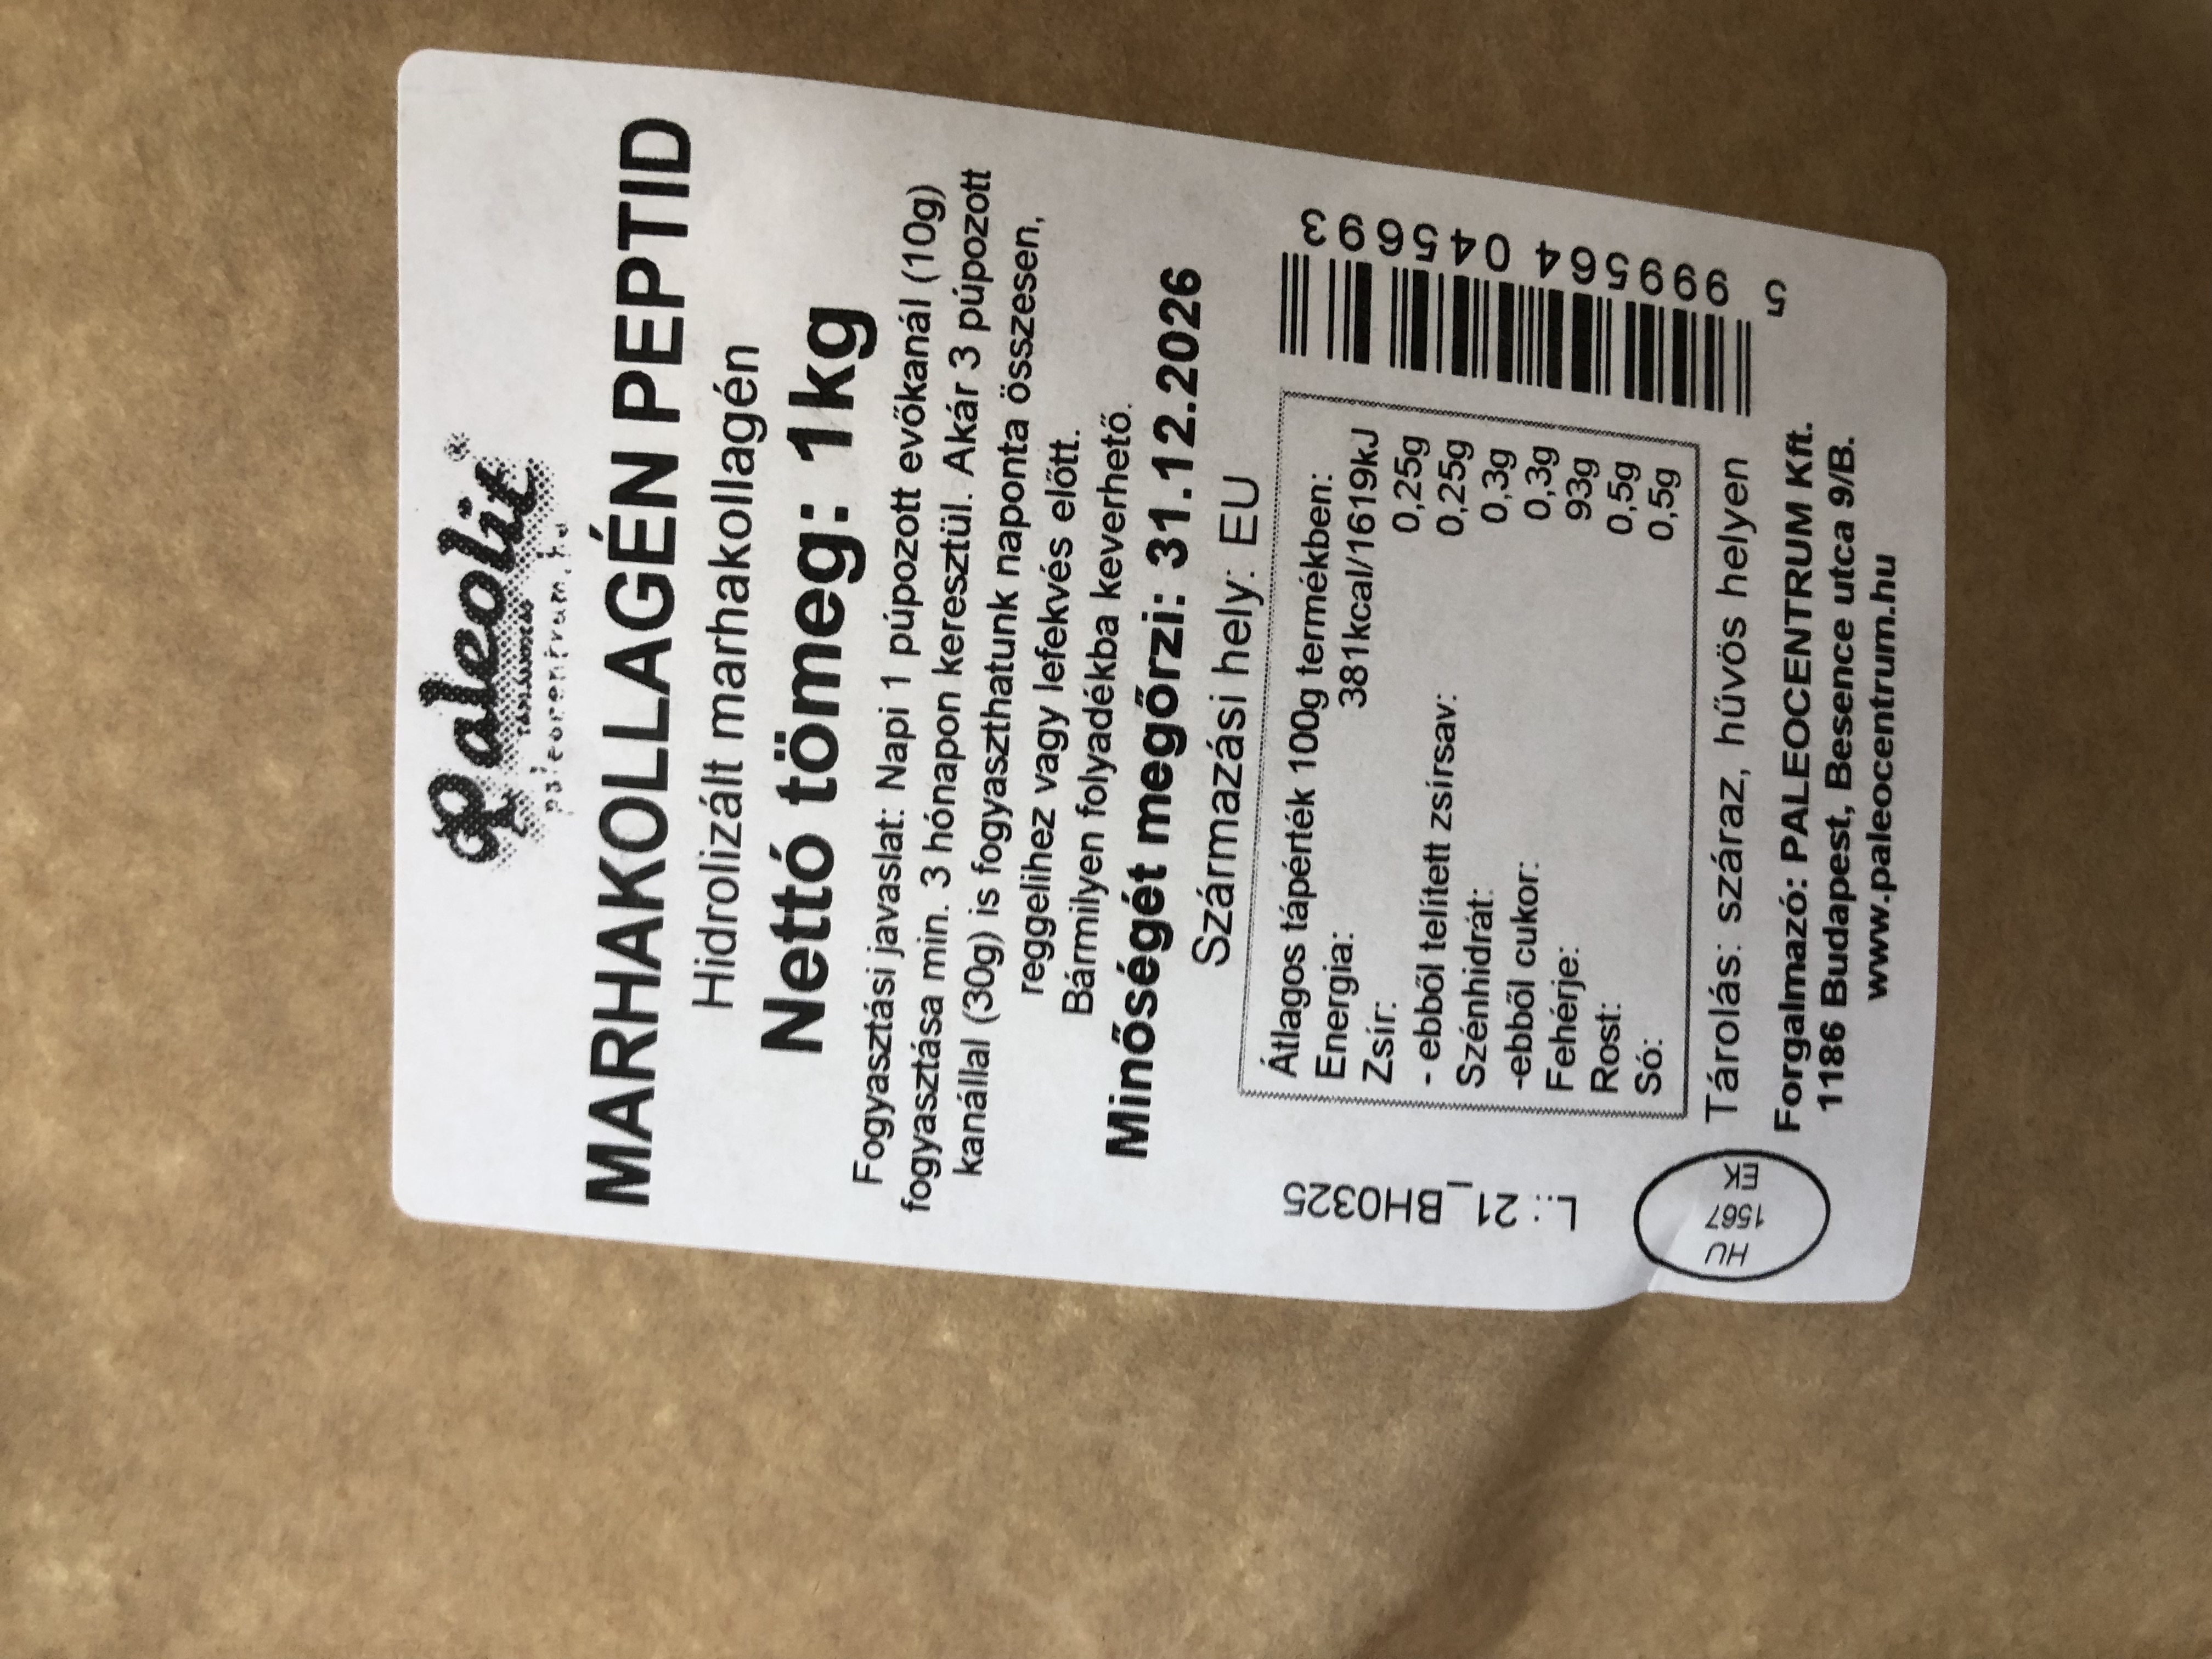 Paleolit®
paleocentrum.hu
MARHAKOLLAGÉN PEPTID
Hidrolizált marhakollagén
Nettó tömeg: 1kg
Fogyasztási javaslat: Napi 1 púpozott evőkanál (10g)
fogyasztása min. 3 hónapon keresztül. Akár 3 púpozott
kanállal (30g) is fogyaszthatunk naponta összesen,
reggelihez vagy lefekvés előtt.
Bármilyen folyadékba keverhető.
Minőségét megőrzi: 31.12.2026
Származási hely: EU
Átlagos tápérték 100g termékben:
Energia: 381kcal/1619kJ
Zsír: 0,25g
- ebből telített zsírsav: 0,25g
Szénhidrát: 0,3g
-ebből cukor: 0,3g
Fehérje: 93g
Rost: 0,5g
Só: 0,5g
L.: 21_BH0325
5 999564 045693
Tárolás: száraz, hűvös helyen
HU
1567
EK
Forgalmazó: PALEOCENTRUM Kft.
1186 Budapest, Besence utca 9/B.
www.paleocentrum.hu